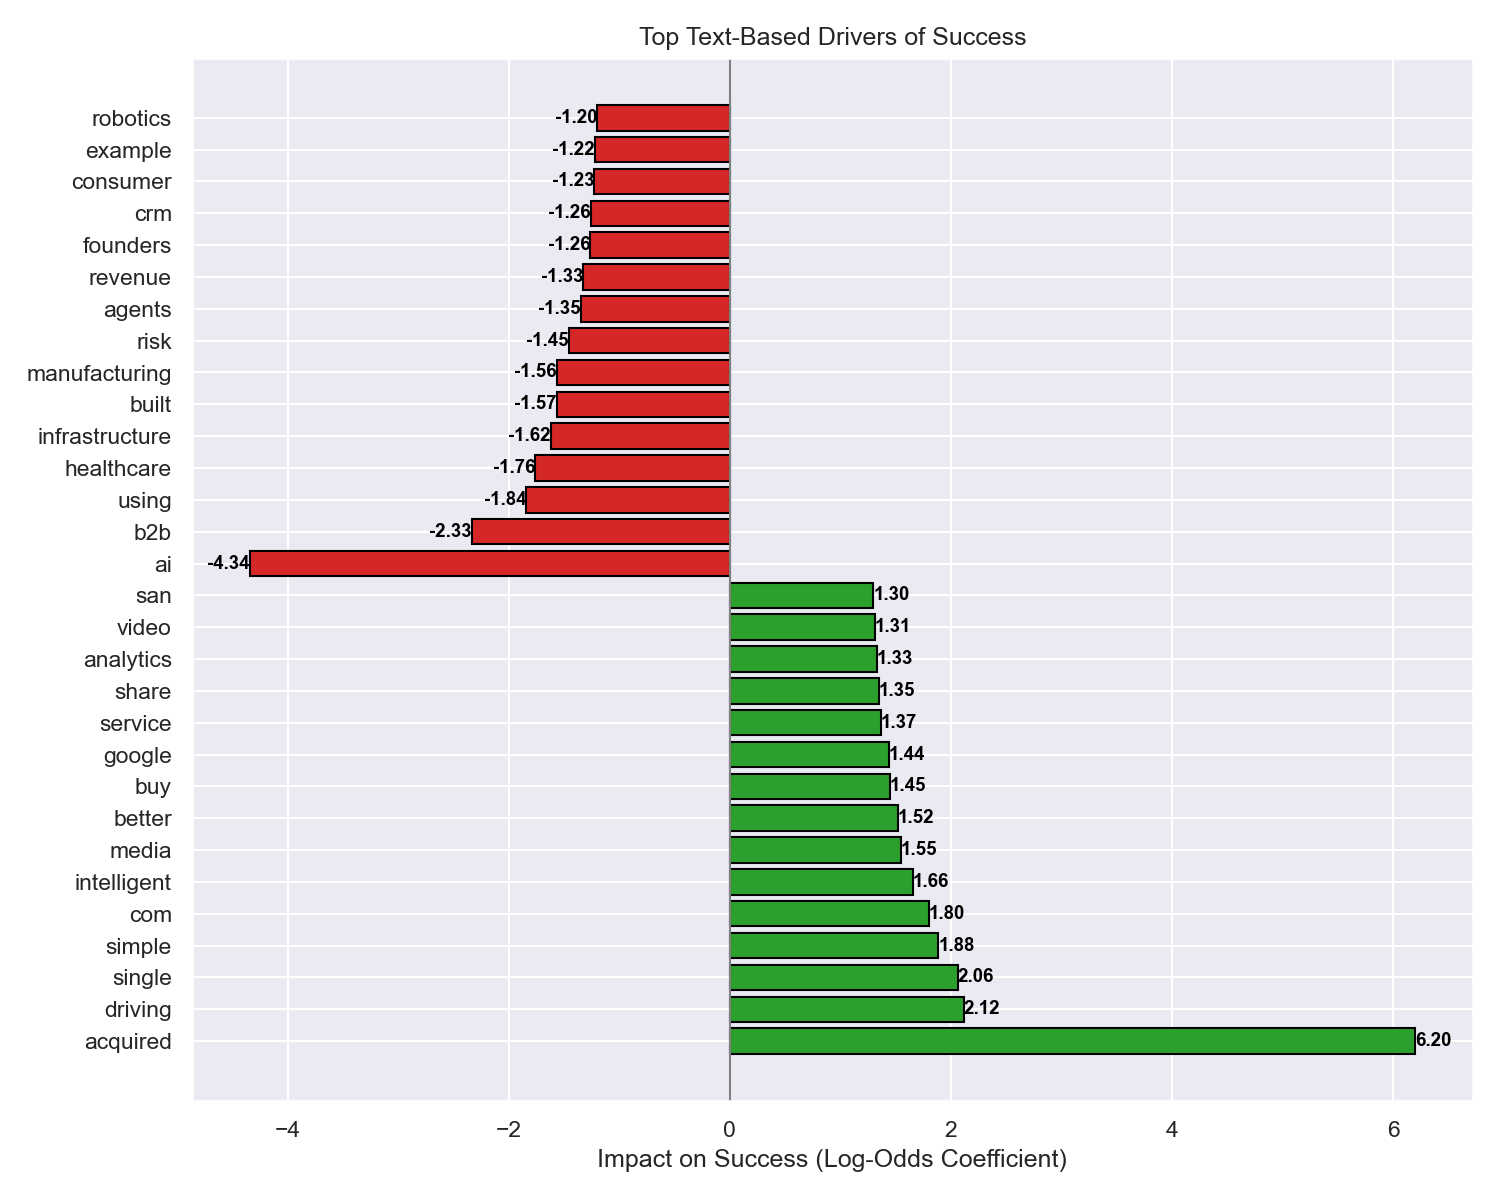 Top Text-Based Drivers of Success
robotics -1.20
example -1.22
consumer -1.23
crm -1.26
founders -1.26
revenue -1.33
agents -1.35
risk -1.45
manufacturing -1.56
built -1.57
infrastructure -1.62
healthcare -1.76
using -1.84
b2b -2.33
ai -4.34
san 1.30
video 1.31
analytics 1.33
share 1.35
service 1.37
google 1.44
buy 1.45
better 1.52
media 1.55
intelligent 1.66
com 1.80
simple 1.88
single 2.06
driving 2.12
acquired 6.20
−4 −2 0 2 4 6
Impact on Success (Log-Odds Coefficient)